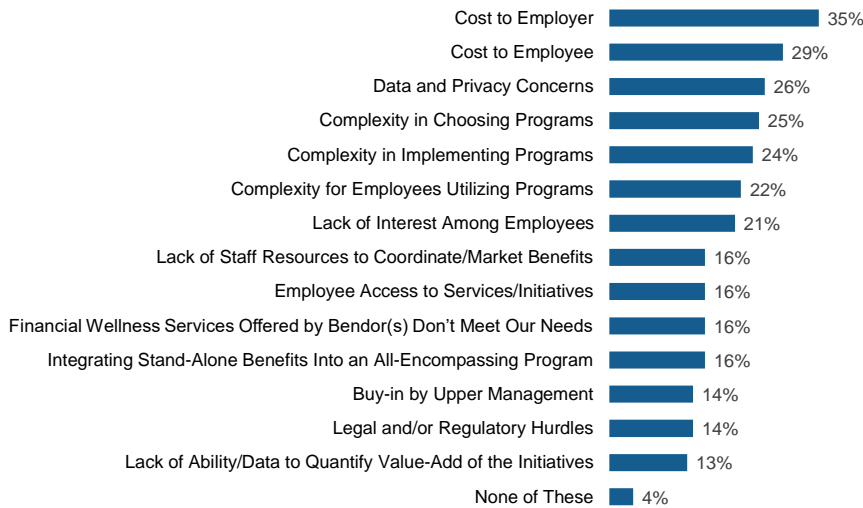 Cost to Employer 35%
Cost to Employee 29%
Data and Privacy Concerns 26%
Complexity in Choosing Programs 25%
Complexity in Implementing Programs 24%
Complexity for Employees Utilizing Programs 22%
Lack of Interest Among Employees 21%
Lack of Staff Resources to Coordinate/Market Benefits 16%
Employee Access to Services/Initiatives 16%
Financial Wellness Services Offered by Bendor(s) Don’t Meet Our Needs 16%
Integrating Stand-Alone Benefits Into an All-Encompassing Program 16%
Buy-in by Upper Management 14%
Legal and/or Regulatory Hurdles 14%
Lack of Ability/Data to Quantify Value-Add of the Initiatives 13%
None of These 4%